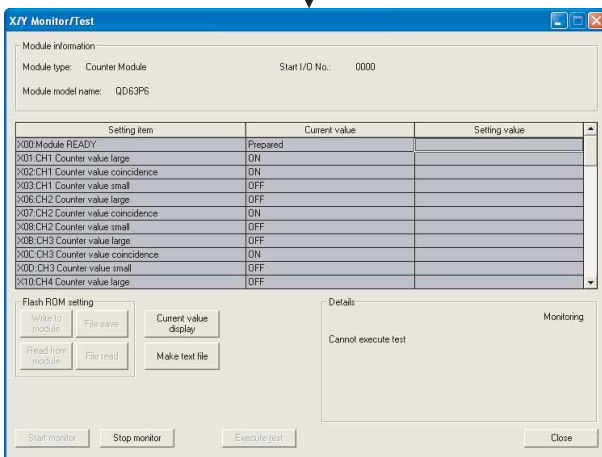 X/Y Monitor/Test
Module information
Module type: Counter Module Start I/O No.: 0000
Module model name: QD63P6
Setting item Current value Setting value
X00:Module READY Prepared
X01:CH1 Counter value large ON
X02:CH1 Counter value coincidence ON
X03:CH1 Counter value small OFF
X06:CH2 Counter value large OFF
X07:CH2 Counter value coincidence ON
X08:CH2 Counter value small OFF
X0B:CH3 Counter value large OFF
X0C:CH3 Counter value coincidence ON
X0D:CH3 Counter value small OFF
X10:CH4 Counter value large OFF
Flash ROM setting
Write to module
File save
Current value display
Read from module
File read
Make text file
Details
Monitoring
Cannot execute test
Start monitor Stop monitor Execute test Close